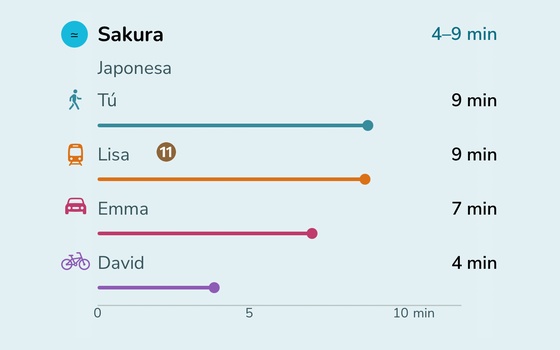 ≈ Sakura 4–9 min
Japonesa
Tú 9 min
Lisa 11 9 min
Emma 7 min
David 4 min
0 5 10 min